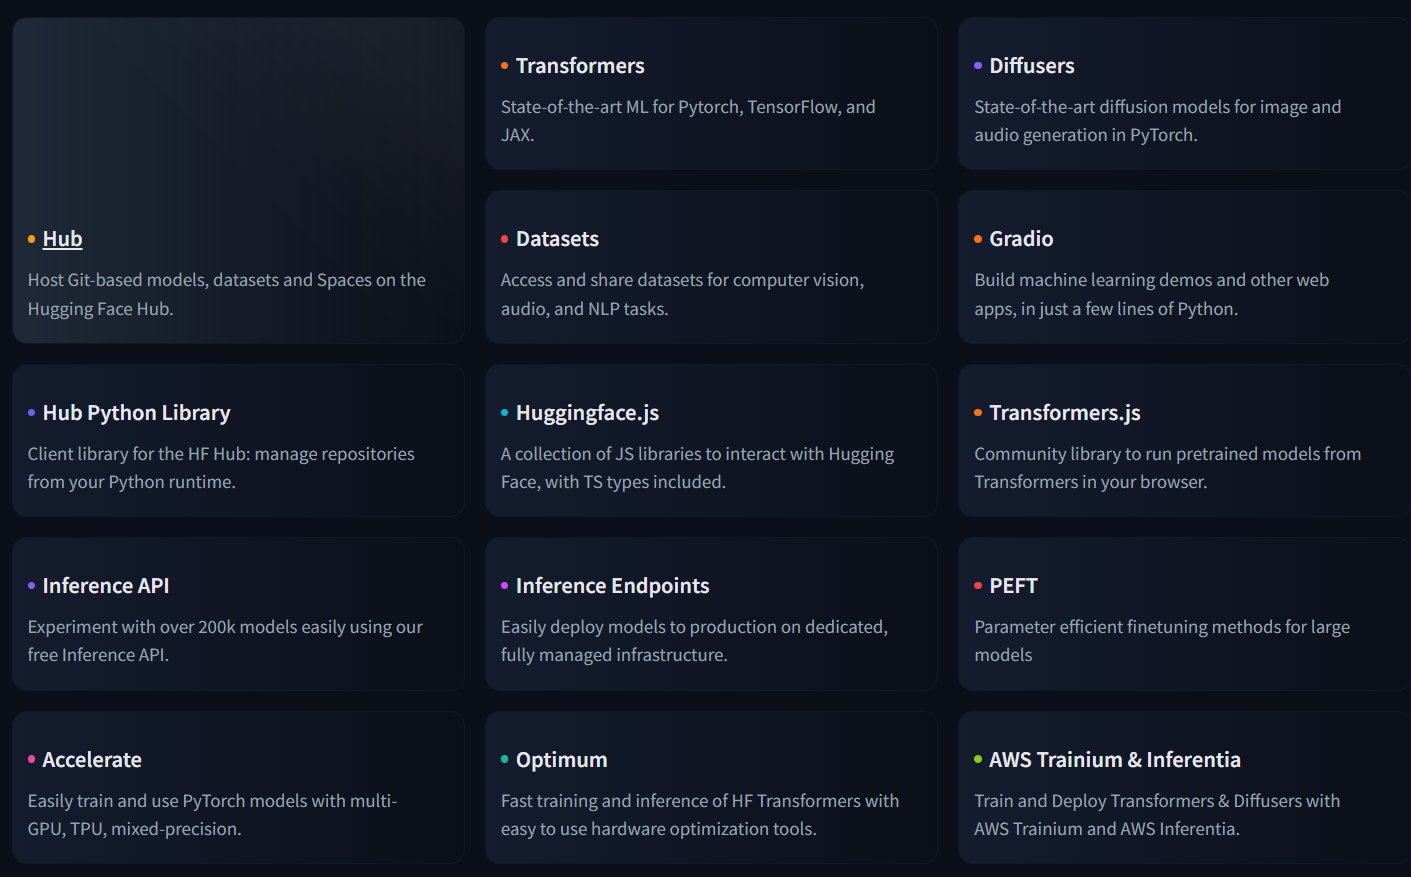 Transformers
State-of-the-art ML for Pytorch, TensorFlow, and
JAX.
Diffusers
State-of-the-art diffusion models for image and
audio generation in PyTorch.
Hub
Host Git-based models, datasets and Spaces on the
Hugging Face Hub.
Datasets
Access and share datasets for computer vision,
audio, and NLP tasks.
Gradio
Build machine learning demos and other web
apps, in just a few lines of Python.
Hub Python Library
Client library for the HF Hub: manage repositories
from your Python runtime.
Huggingface.js
A collection of JS libraries to interact with Hugging
Face, with TS types included.
Transformers.js
Community library to run pretrained models from
Transformers in your browser.
Inference API
Experiment with over 200k models easily using our
free Inference API.
Inference Endpoints
Easily deploy models to production on dedicated,
fully managed infrastructure.
PEFT
Parameter efficient finetuning methods for large
models
Accelerate
Easily train and use PyTorch models with multi-
GPU, TPU, mixed-precision.
Optimum
Fast training and inference of HF Transformers with
easy to use hardware optimization tools.
AWS Trainium & Inferentia
Train and Deploy Transformers & Diffusers with
AWS Trainium and AWS Inferentia.